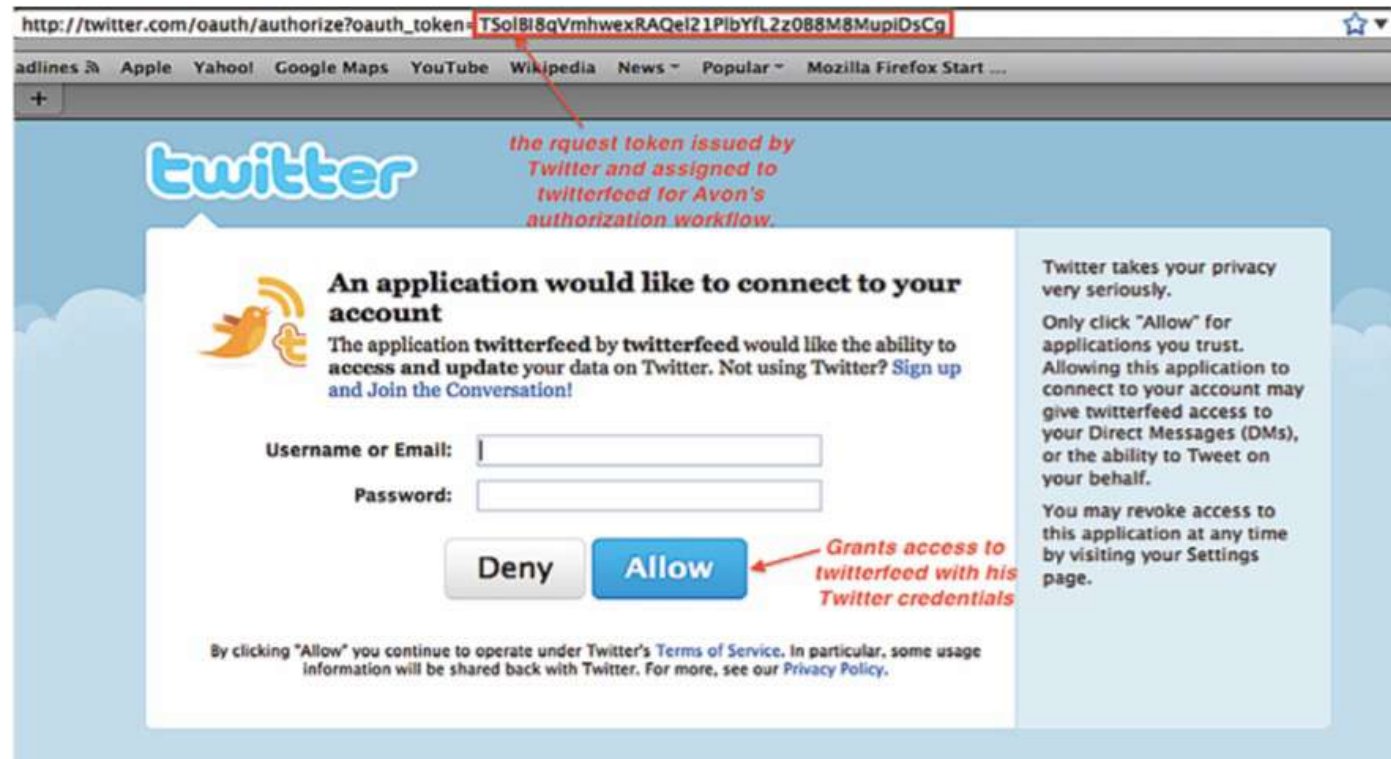 http://twitter.com/oauth/authorize?oauth_token=TSolBI8qVmhwexRAQel21PlbYfL2z0B8M8MupiDsCg
adlines Apple Yahoo! Google Maps YouTube Wikipedia News Popular Mozilla Firefox Start ...
+
twitter
the rquest token issued by
Twitter and assigned to
twitterfeed for Avon's
authorization workflow.
An application would like to connect to your
account
The application twitterfeed by twitterfeed would like the ability to
access and update your data on Twitter. Not using Twitter? Sign up
and Join the Conversation!
Username or Email:
Password:
Deny
Allow
Grants access to
twitterfeed with his
Twitter credentials
By clicking "Allow" you continue to operate under Twitter's Terms of Service. In particular, some usage
information will be shared back with Twitter. For more, see our Privacy Policy.
Twitter takes your privacy
very seriously.
Only click "Allow" for
applications you trust.
Allowing this application to
connect to your account may
give twitterfeed access to
your Direct Messages (DMs),
or the ability to Tweet on
your behalf.
You may revoke access to
this application at any time
by visiting your Settings
page.